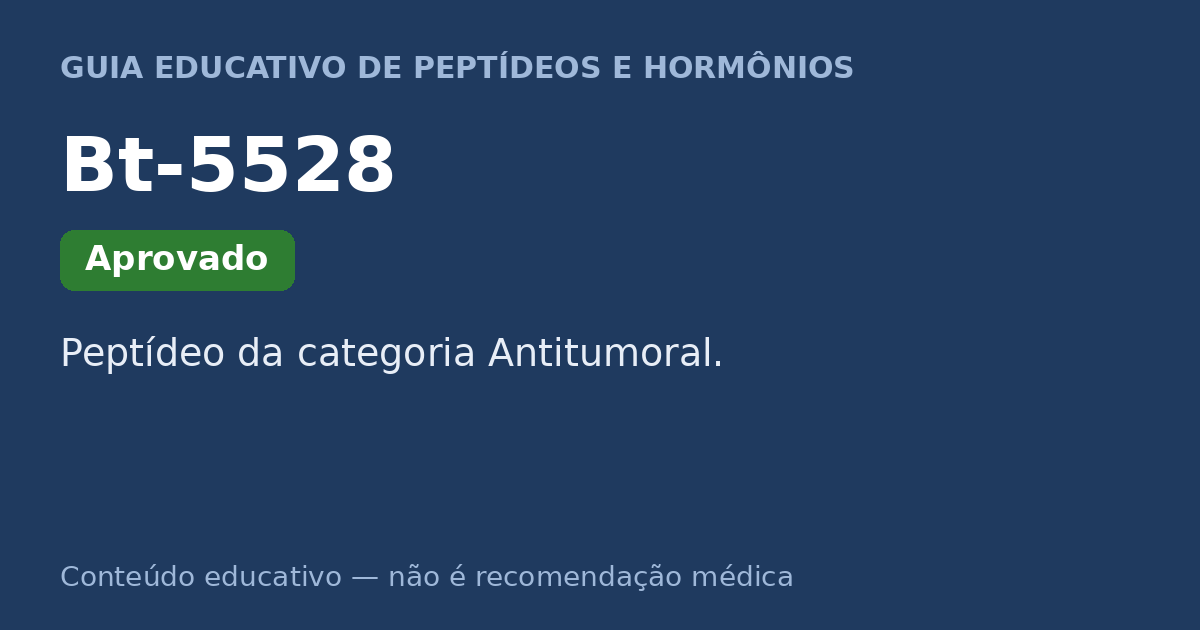 GUIA EDUCATIVO DE PEPTÍDEOS E HORMÔNIOS
Bt-5528
Aprovado
Peptídeo da categoria Antitumoral.
Conteúdo educativo — não é recomendação médica